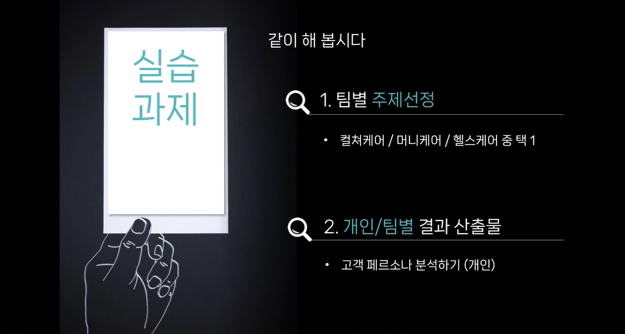 실습
과제
같이 해 봅시다
1. 팀별 주제선정
• 컬쳐케어 / 머니케어 / 헬스케어 중 택 1
2. 개인/팀별 결과 산출물
• 고객 페르소나 분석하기 (개인)